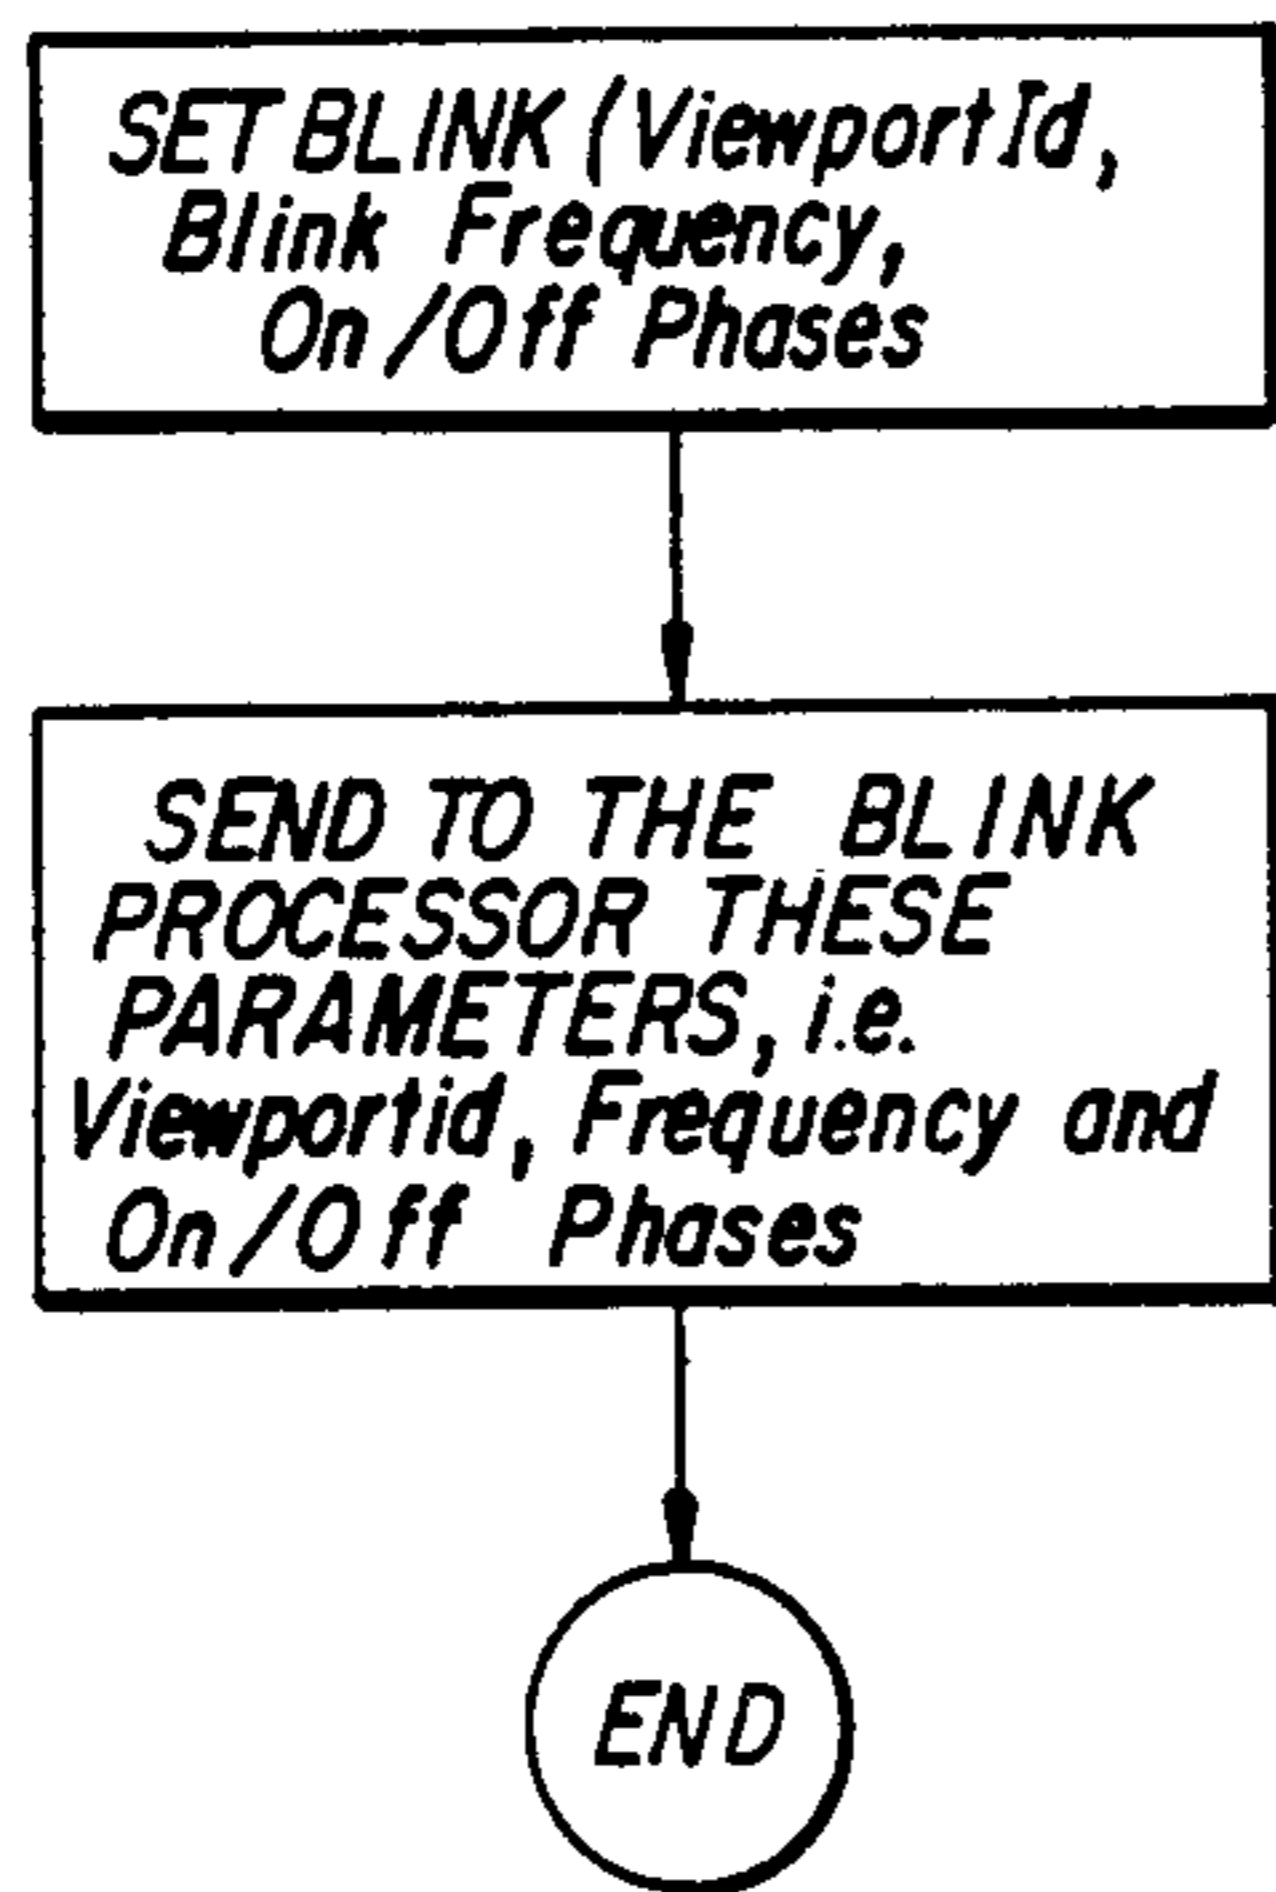 SET BLINK (ViewportId,
Blink Frequency,
On/Off Phases
SEND TO THE BLINK
PROCESSOR THESE
PARAMETERS, i.e.
Viewportid, Frequency and
On/Off Phases
END